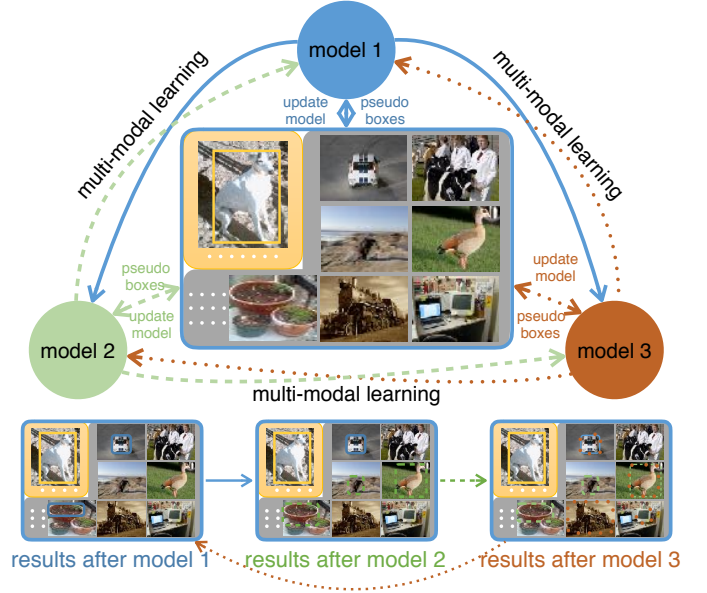 model 1
multi-modal learning
multi-modal learning
update
model
pseudo
boxes
pseudo
boxes
update
model
update
model
pseudo
boxes
model 2
model 3
multi-modal learning
results after model 1
results after model 2
results after model 3